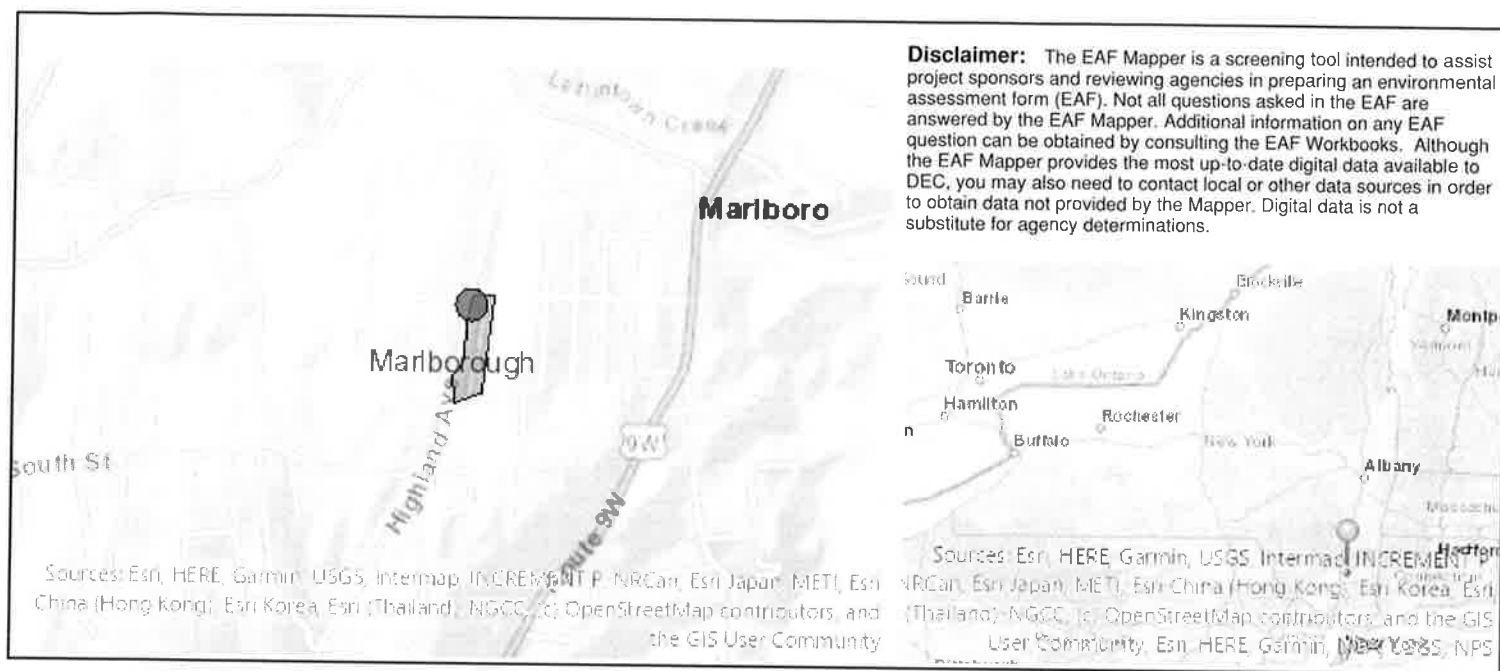 Disclaimer: The EAF Mapper is a screening tool intended to assist
project sponsors and reviewing agencies in preparing an environmental
assessment form (EAF). Not all questions asked in the EAF are
answered by the EAF Mapper. Additional information on any EAF
question can be obtained by consulting the EAF Workbooks. Although
the EAF Mapper provides the most up-to-date digital data available to
DEC, you may also need to contact local or other data sources in order
to obtain data not provided by the Mapper. Digital data is not a
substitute for agency determinations.
Marlboro
Marlborough
Highland Ave
South St
9W
Route 9W
Sources: Esri, HERE, Garmin, USGS, Intermap, INCREMENT P, NRCan, Esri Japan, METI, Esri
China (Hong Kong), Esri Korea, Esri (Thailand), NGCC, (c) OpenStreetMap contributors, and
the GIS User Community
Barrie
Brockville
Kingston
Montp
Vermont
Toronto
Lake Ontario
Hamilton
Rochester
n
Buffalo
New York
Albany
Massachu
Hartford
Sources: Esri, HERE, Garmin, USGS, Intermap, INCREMENT P,
NRCan, Esri Japan, METI, Esri China (Hong Kong), Esri Korea, Esri
(Thailand), NGCC, (c) OpenStreetMap contributors, and the GIS
User Community, Esri, HERE, Garmin, USGS, NPS
New York